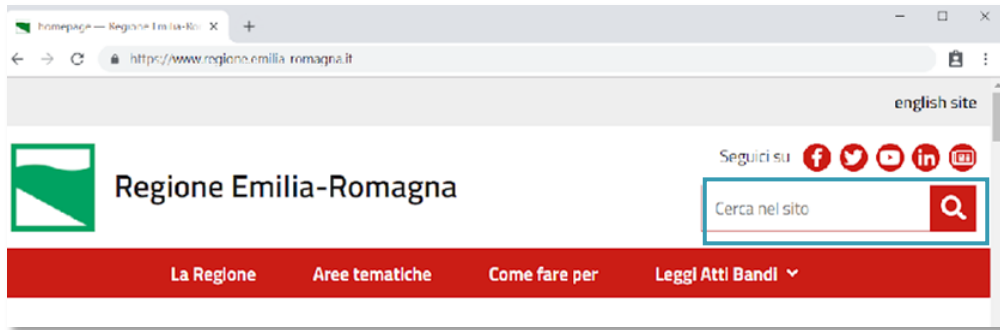 homepage — Regione Emilia-Ro
https://www.regione.emilia-romagna.it
english site
Seguici su
Regione Emilia-Romagna
Cerca nel sito
La Regione Aree tematiche Come fare per Leggi Atti Bandi